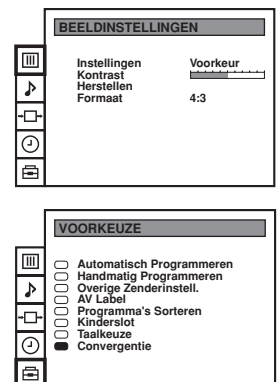 BEELDINSTELLINGEN
Instellingen Voorkeur
Kontrast
Herstellen
Formaat 4:3
VOORKEUZE
Automatisch Programmeren
Handmatig Programmeren
Overige Zenderinstell.
AV Label
Programma's Sorteren
Kinderslot
Taalkeuze
Convergentie